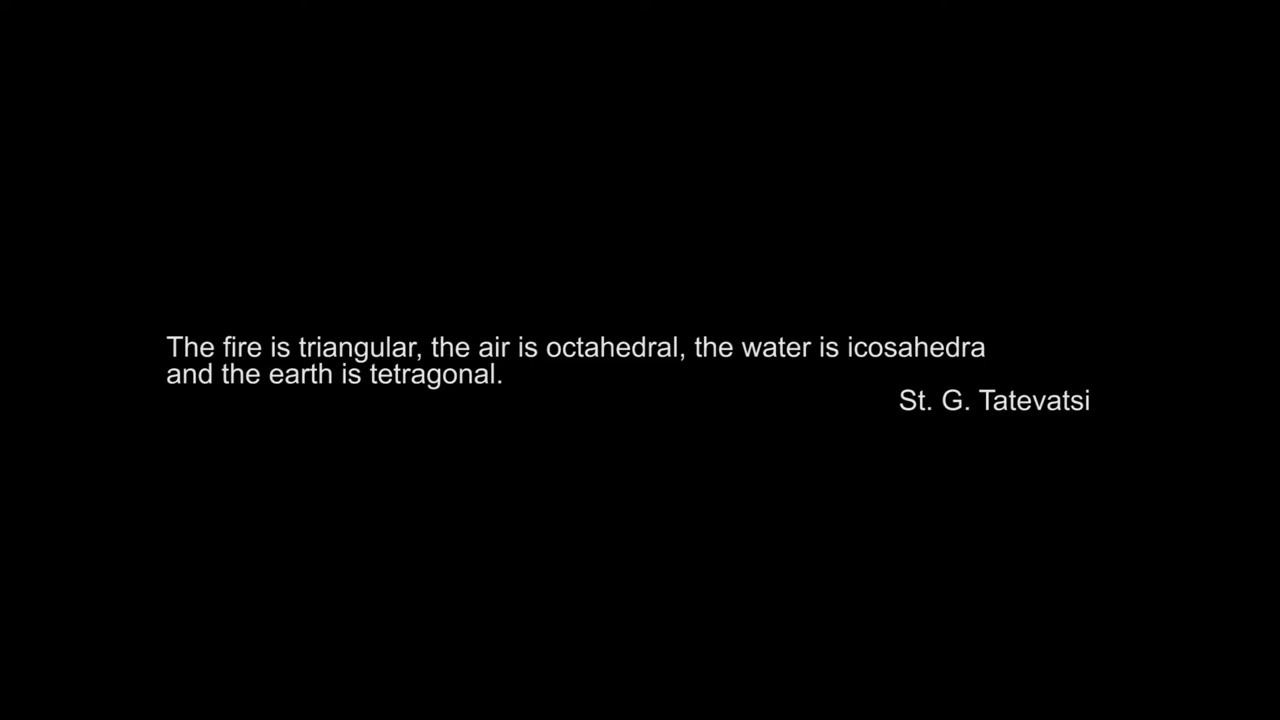 The fire is triangular, the air is octahedral, the water is icosahedra
and the earth is tetragonal.
St. G. Tatevatsi